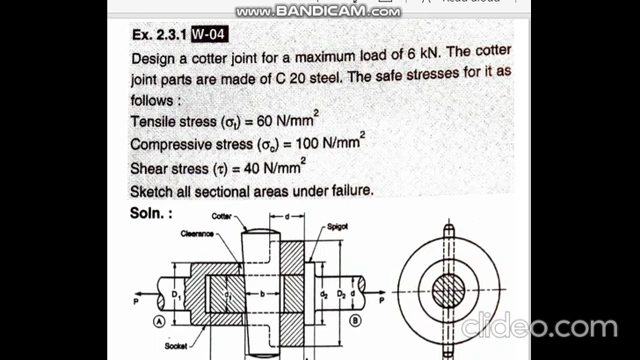 Read aloud
WWW.BANDICAM.COM
Ex. 2.3.1 W-04
Design a cotter joint for a maximum load of 6 kN. The cotter
joint parts are made of C 20 steel. The safe stresses for it as
follows :
Tensile stress (σt) = 60 N/mm²
Compressive stress (σc) = 100 N/mm²
Shear stress (τ) = 40 N/mm²
Sketch all sectional areas under failure.
Soln. :
Cotter
d
Spigot
Clearance
P
D₁
d₁
b
d₂
D₂
d
P
A
B
Socket
clideo.com